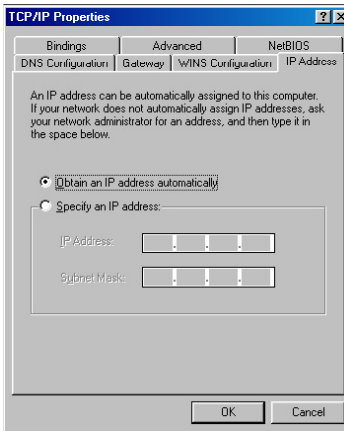 TCP/IP Properties
Bindings Advanced NetBIOS
DNS Configuration Gateway WINS Configuration IP Address
An IP address can be automatically assigned to this computer.
If your network does not automatically assign IP addresses, ask
your network administrator for an address, and then type it in
the space below.
Obtain an IP address automatically
Specify an IP address:
IP Address:
Subnet Mask:
OK Cancel